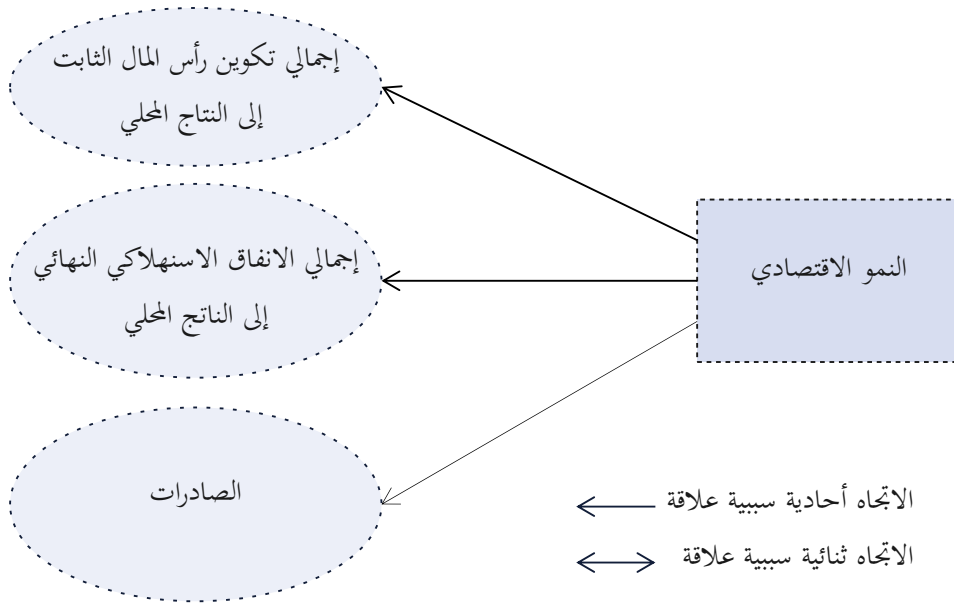 إجمالي تكوين رأس المال الثابت
إلى النتاج المحلي
إجمالي الانفاق الاسنهلاكي النهائي
إلى الناتج المحلي
النمو الاقتصادي
الصادرات
الاتجاه أحادية سببية علاقة
الاتجاه ثنائية سببية علاقة